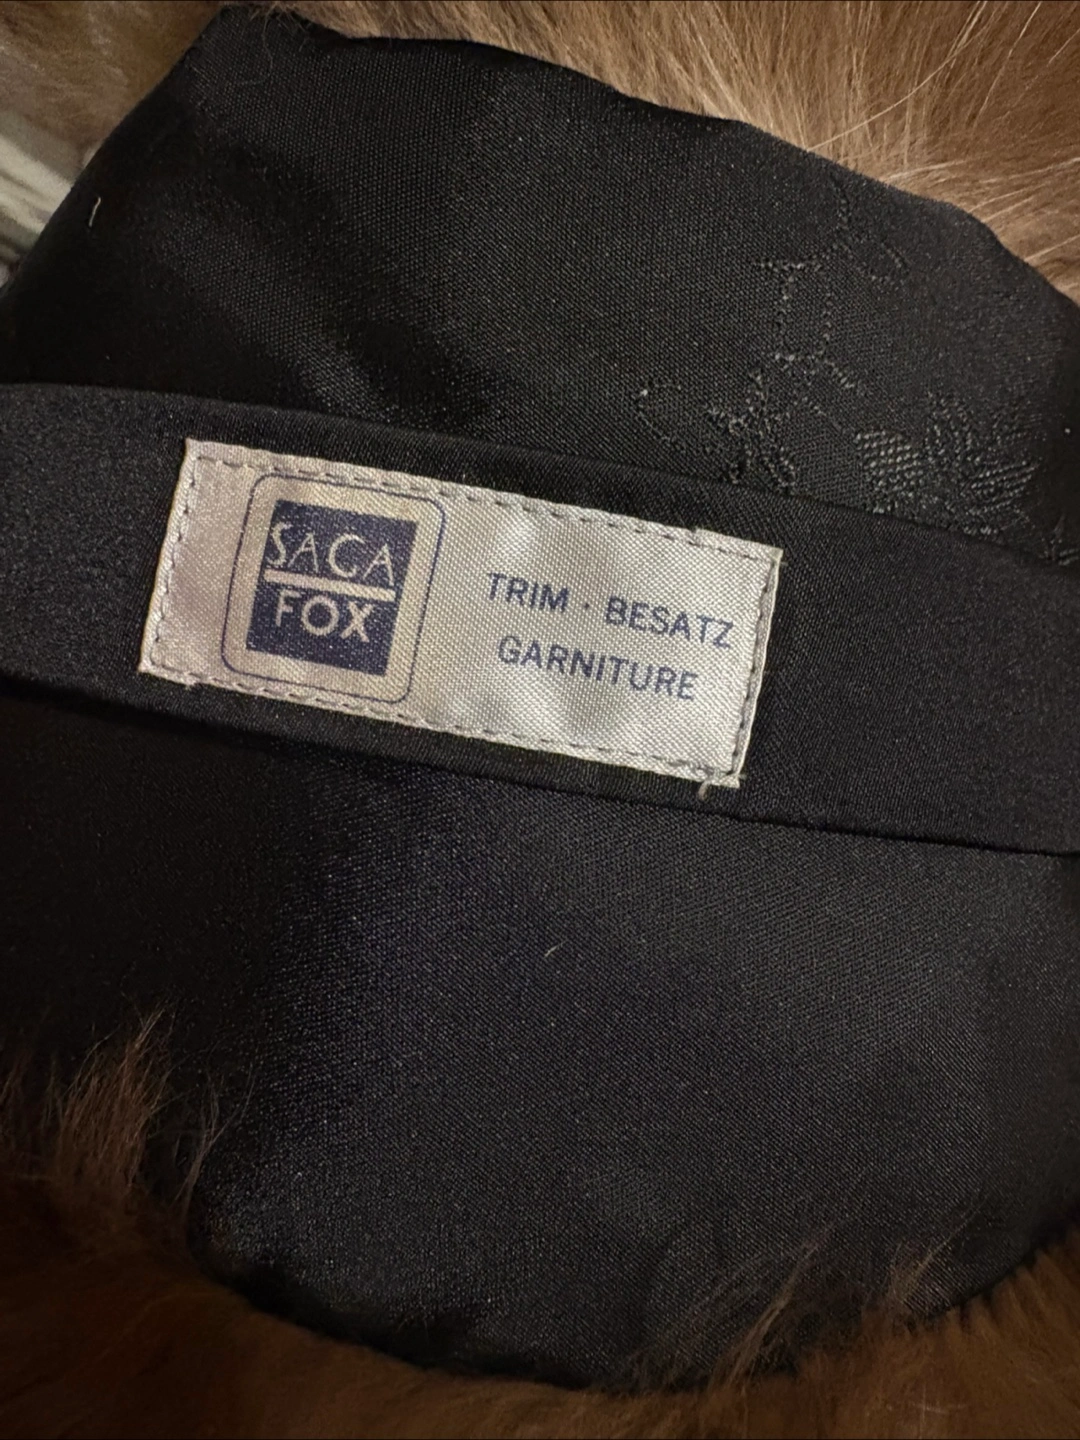 SAGA
FOX
TRIM · BESATZ
GARNITURE